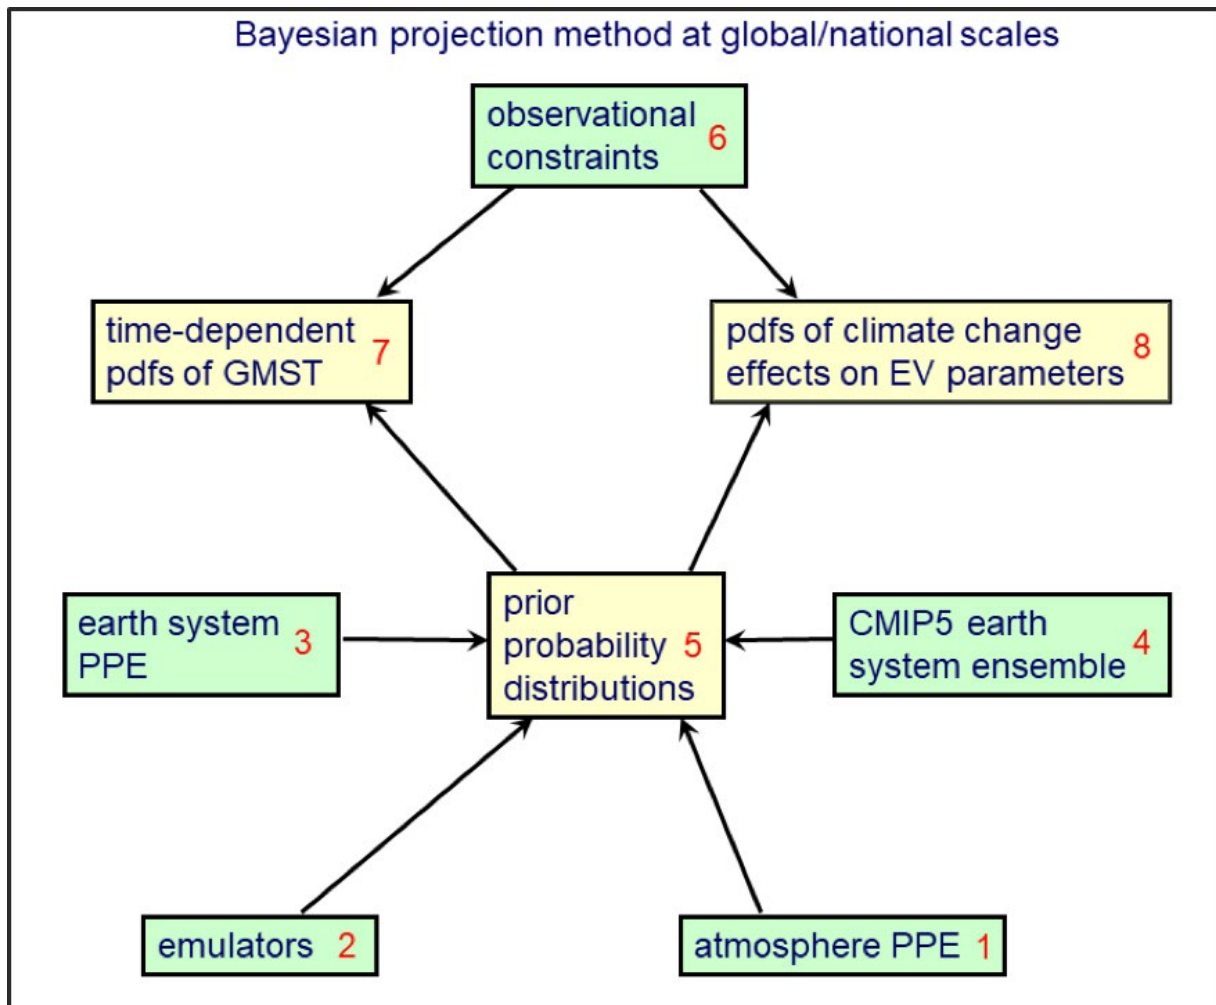 Bayesian projection method at global/national scales
observational
constraints 6
time-dependent
pdfs of GMST 7
pdfs of climate change
effects on EV parameters 8
earth system
PPE 3
prior
probability 5
distributions
CMIP5 earth
system ensemble 4
emulators 2
atmosphere PPE 1